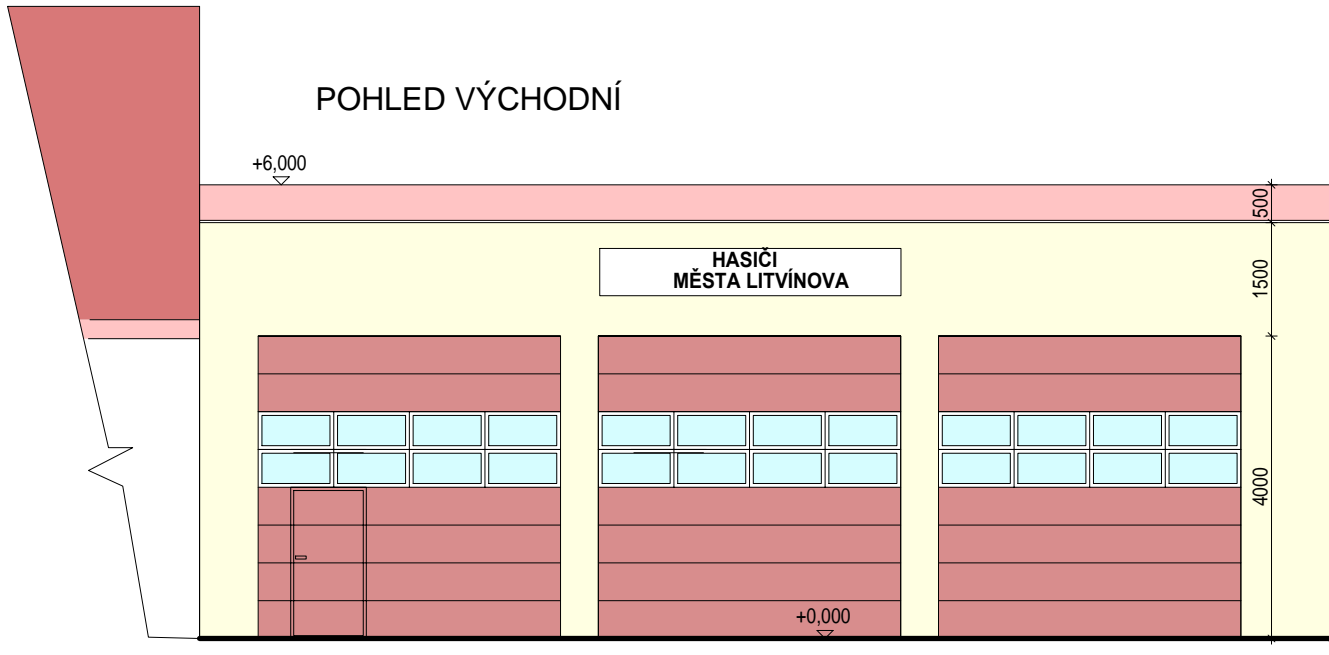 POHLED VÝCHODNÍ
+6,000
500
HASIČI
MĚSTA LITVÍNOVA
1500
4000
+0,000